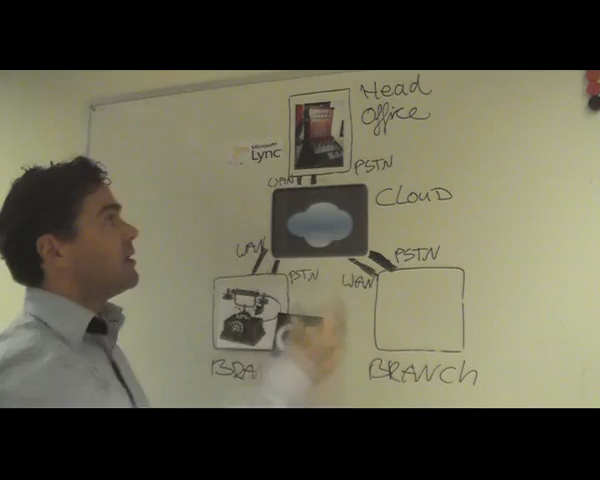 Head
Office
Microsoft
Lync
PSTN
CLOUD
WAN
PSTN
PSTN
WAN
BRANCH